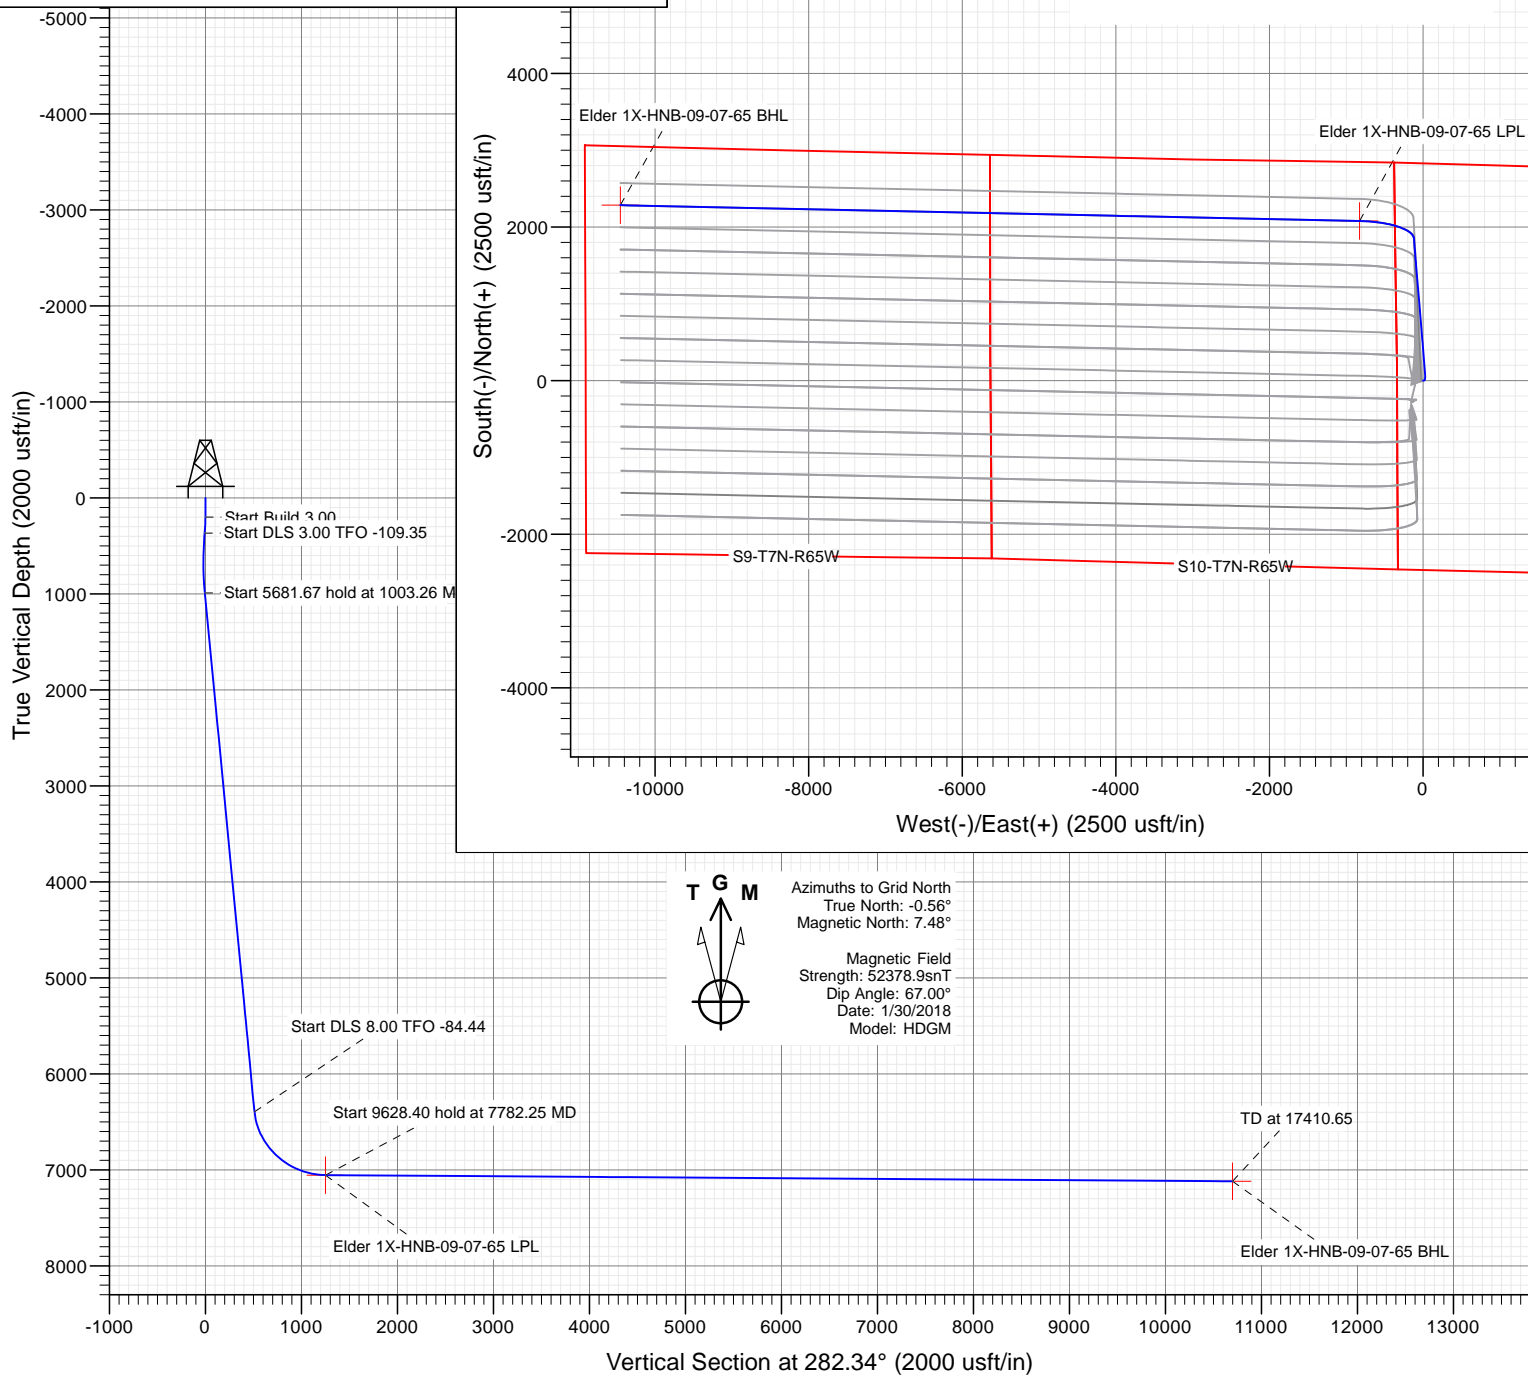 -5000
-4000
-3000
-2000
-1000
0
1000
2000
3000
4000
5000
6000
7000
8000
True Vertical Depth (2000 usft/in)
Start Build 3.00
Start DLS 3.00 TFO -109.35
Start 5681.67 hold at 1003.26 M
Start DLS 8.00 TFO -84.44
Start 9628.40 hold at 7782.25 MD
Elder 1X-HNB-09-07-65 LPL
TD at 17410.65
Elder 1X-HNB-09-07-65 BHL
-1000
0
1000
2000
3000
4000
5000
6000
7000
8000
9000
10000
11000
12000
13000
Vertical Section at 282.34° (2000 usft/in)
4000
2000
0
-2000
-4000
South(-)/North(+) (2500 usft/in)
Elder 1X-HNB-09-07-65 BHL
Elder 1X-HNB-09-07-65 LPL
S9-T7N-R65W
S10-T7N-R65W
-10000
-8000
-6000
-4000
-2000
0
West(-)/East(+) (2500 usft/in)
T G M
Azimuths to Grid North
True North: -0.56°
Magnetic North: 7.48°
Magnetic Field
Strength: 52378.9snT
Dip Angle: 67.00°
Date: 1/30/2018
Model: HDGM